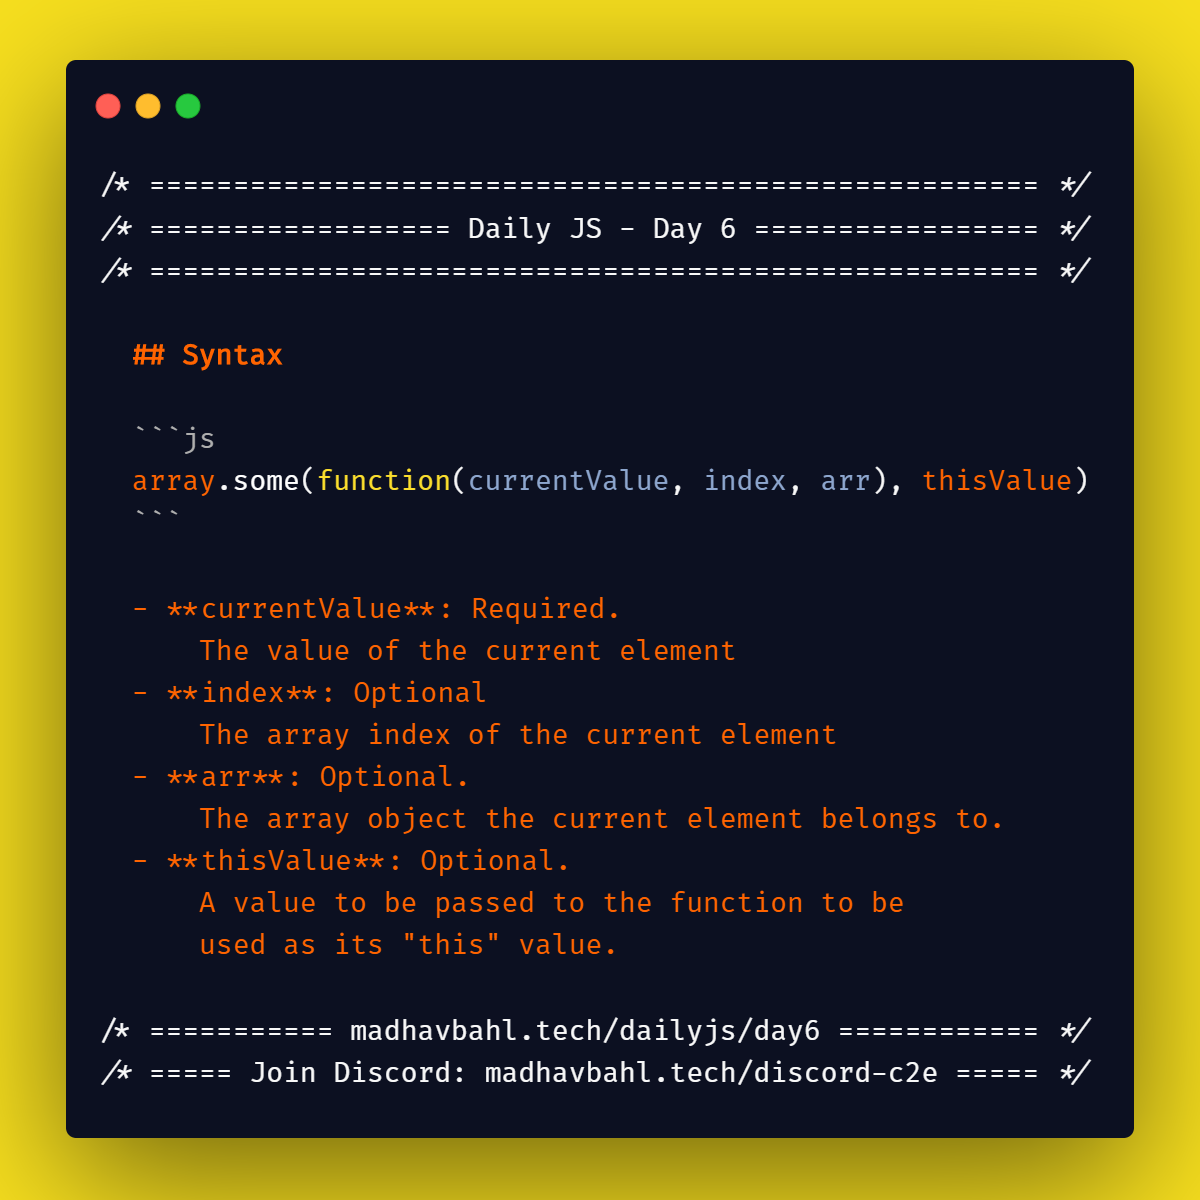 /* ===================================================== */
/* ================== Daily JS - Day 6 ================= */
/* ===================================================== */
## Syntax
```js
array.some(function(currentValue, index, arr), thisValue)
```
- **currentValue**: Required.
The value of the current element
- **index**: Optional
The array index of the current element
- **arr**: Optional.
The array object the current element belongs to.
- **thisValue**: Optional.
A value to be passed to the function to be
used as its "this" value.
/* =========== madhavbahl.tech/dailyjs/day6 ============ */
/* ===== Join Discord: madhavbahl.tech/discord-c2e ===== */